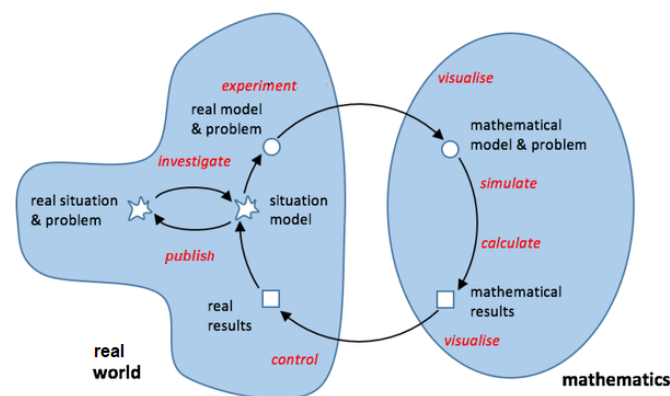 experiment
real model
& problem
visualise
mathematical
model & problem
investigate
simulate
real situation
& problem
situation
model
publish
calculate
real
results
mathematical
results
control
visualise
real
world
mathematics